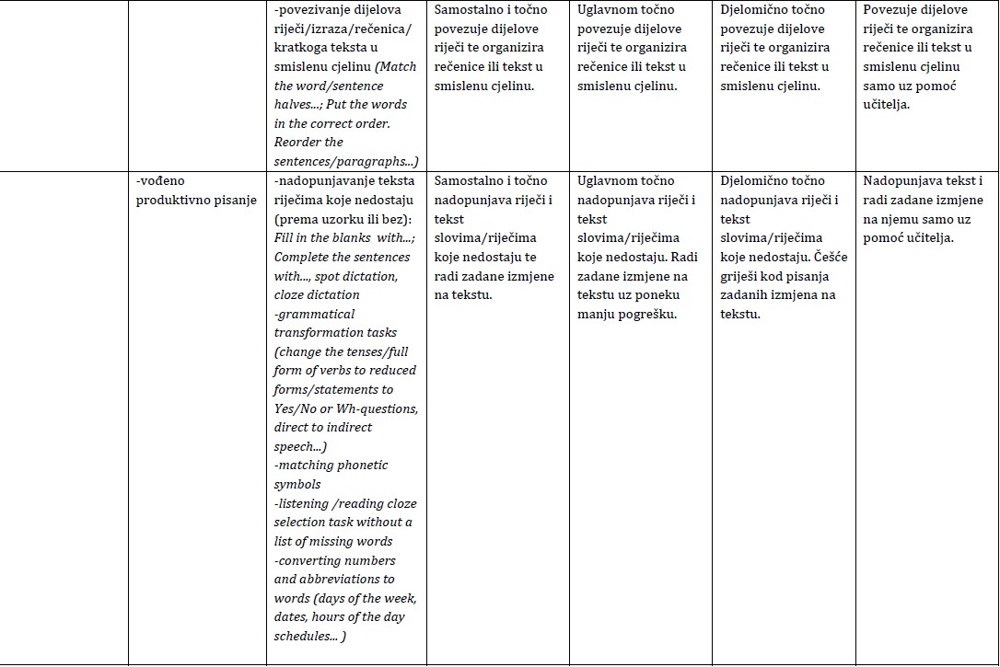 -povezivanje dijelova
riječi/izraza/rečenica/
kratkoga teksta u
smislenu cjelinu (Match
the word/sentence
halves...; Put the words
in the correct order.
Reorder the
sentences/paragraphs...)
Samostalno i točno
povezuje dijelove
riječi te organizira
rečenice ili tekst u
smislenu cjelinu.
Uglavnom točno
povezuje dijelove
riječi te organizira
rečenice ili tekst u
smislenu cjelinu.
Djelomično točno
povezuje dijelove
riječi te organizira
rečenice ili tekst u
smislenu cjelinu.
Povezuje dijelove
riječi te organizira
rečenice ili tekst u
smislenu cjelinu
samo uz pomoć
učitelja.
-vođeno
produktivno pisanje
-nadopunjavanje teksta
riječima koje nedostaju
(prema uzorku ili bez):
Fill in the blanks with...;
Complete the sentences
with..., spot dictation,
cloze dictation
-grammatical
transformation tasks
(change the tenses/full
form of verbs to reduced
forms/statements to
Yes/No or Wh-questions,
direct to indirect
speech...)
-matching phonetic
symbols
-listening /reading cloze
selection task without a
list of missing words
-converting numbers
and abbreviations to
words (days of the week,
dates, hours of the day
schedules... )
Samostalno i točno
nadopunjava riječi i
tekst
slovima/riječima
koje nedostaju te
radi zadane izmjene
na tekstu.
Uglavnom točno
nadopunjava riječi i
tekst
slovima/riječima
koje nedostaju. Radi
zadane izmjene na
tekstu uz poneku
manju pogrešku.
Djelomično točno
nadopunjava riječi i
tekst
slovima/riječima
koje nedostaju. Češće
griješi kod pisanja
zadanih izmjena na
tekstu.
Nadopunjava tekst i
radi zadane izmjene
na njemu samo uz
pomoć učitelja.